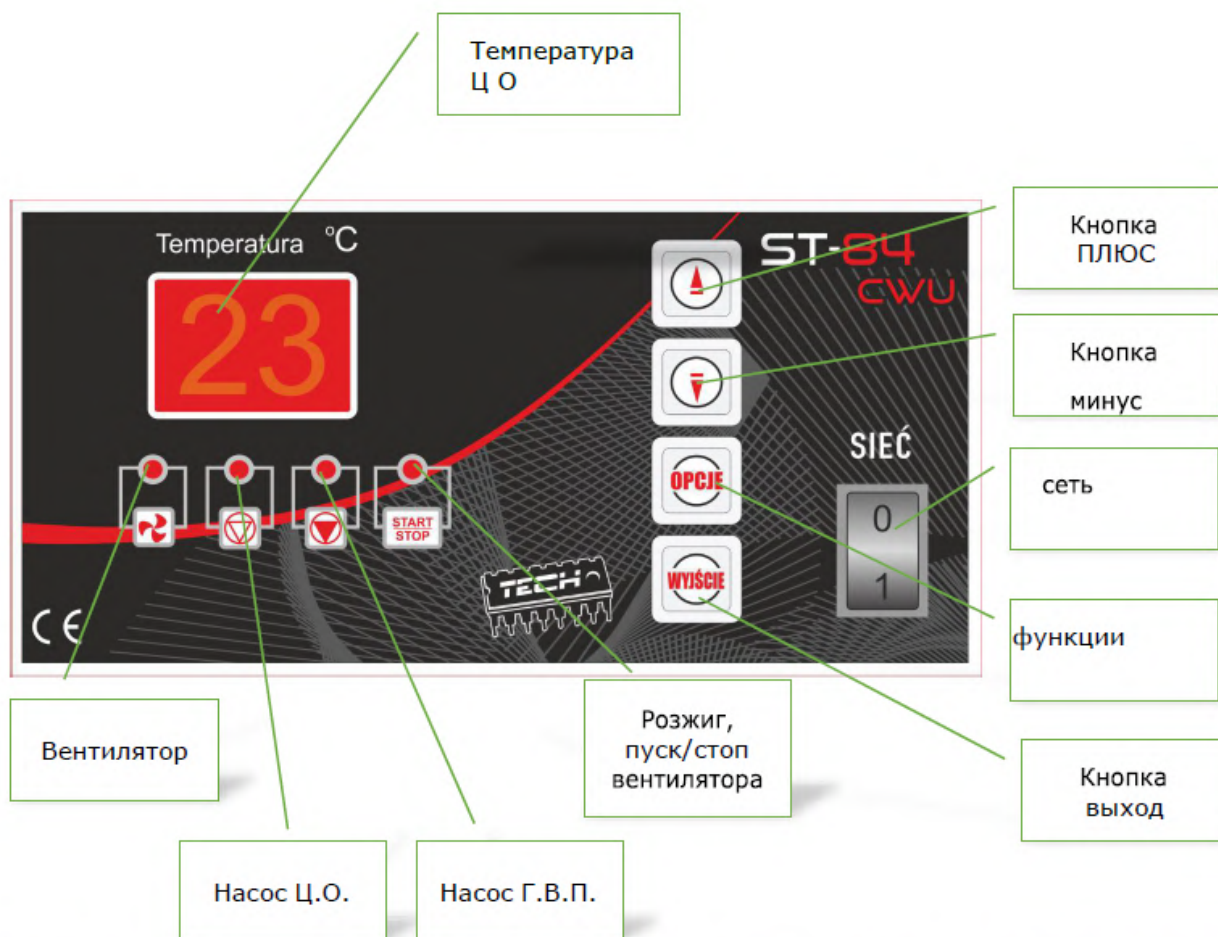 Температура
Ц О
Temperatura °C
23
ST-84
CWU
Кнопка
ПЛЮС
Кнопка
минус
SIEĆ
OPCJE
сеть
0
1
START
STOP
TECH
WYJŚCIE
CE
функции
Вентилятор
Розжиг,
пуск/стоп
вентилятора
Кнопка
выход
Насос Ц.О.
Насос Г.В.П.